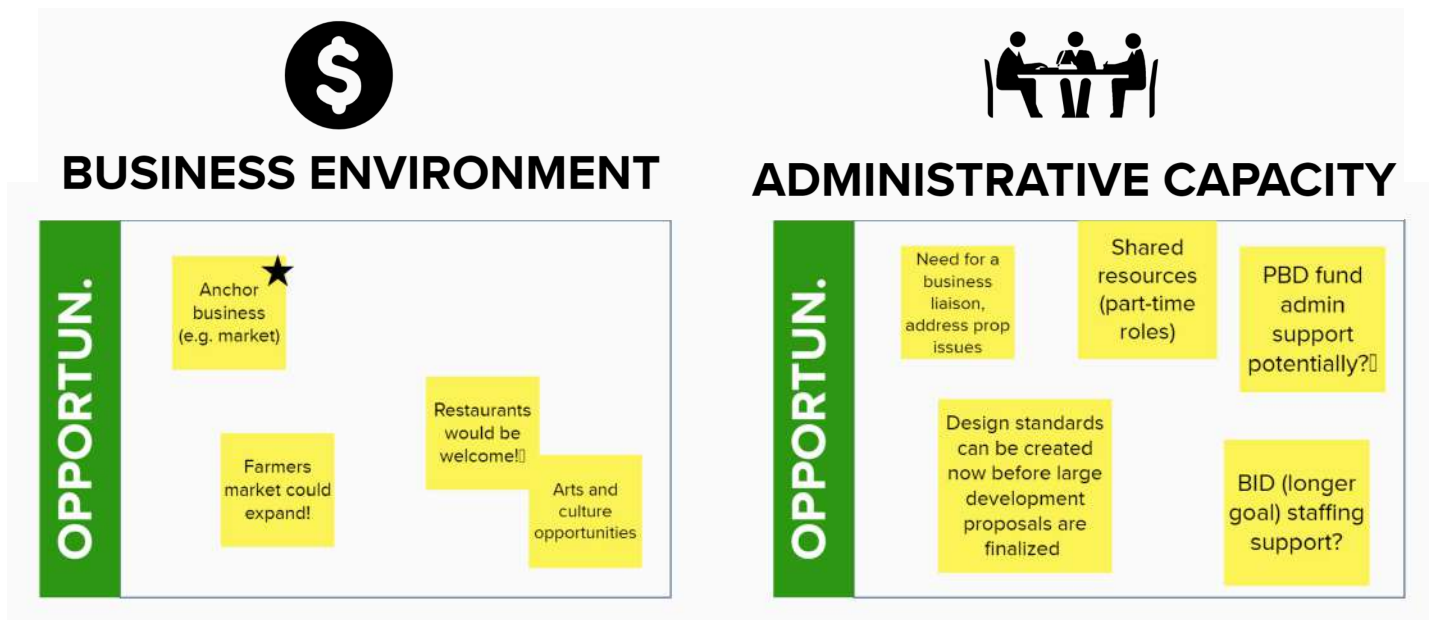 $
BUSINESS ENVIRONMENT
OPPORTUN.
Anchor
business
(e.g. market)
Farmers
market could
expand!
Restaurants
would be
welcome!▯
Arts and
culture
opportunities
ADMINISTRATIVE CAPACITY
OPPORTUN.
Need for a
business
liaison,
address prop
issues
Shared
resources
(part-time
roles)
PBD fund
admin
support
potentially?▯
Design standards
can be created
now before large
development
proposals are
finalized
BID (longer
goal) staffing
support?